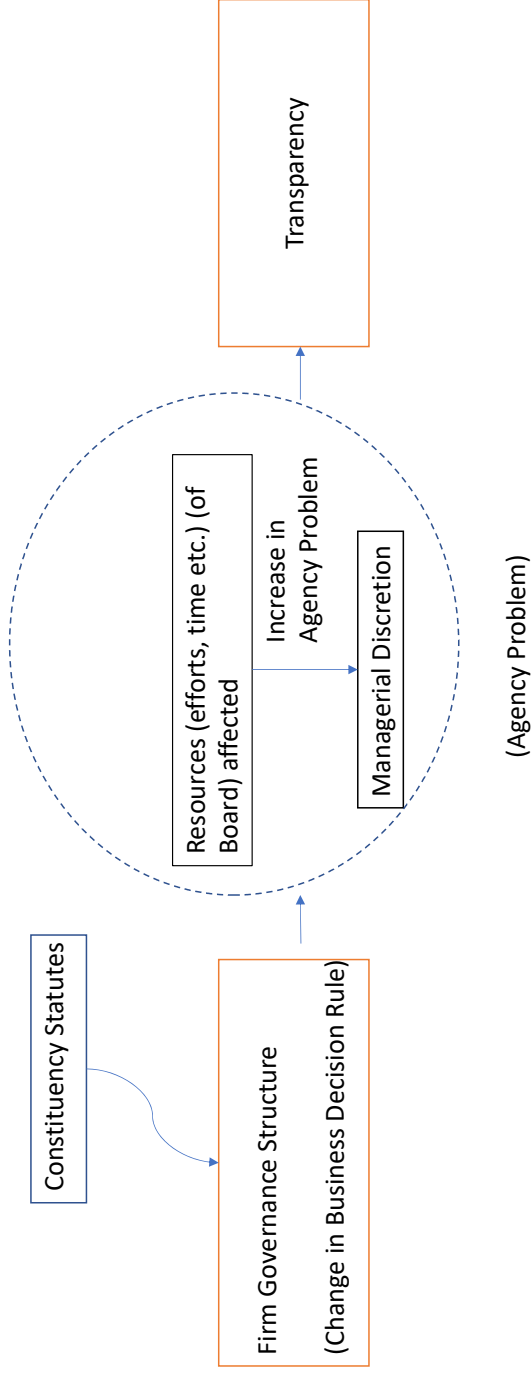 Constituency Statutes
Firm Governance Structure
(Change in Business Decision Rule)
Resources (efforts, time etc.) (of
Board) affected
Increase in
Agency Problem
Managerial Discretion
(Agency Problem)
Transparency